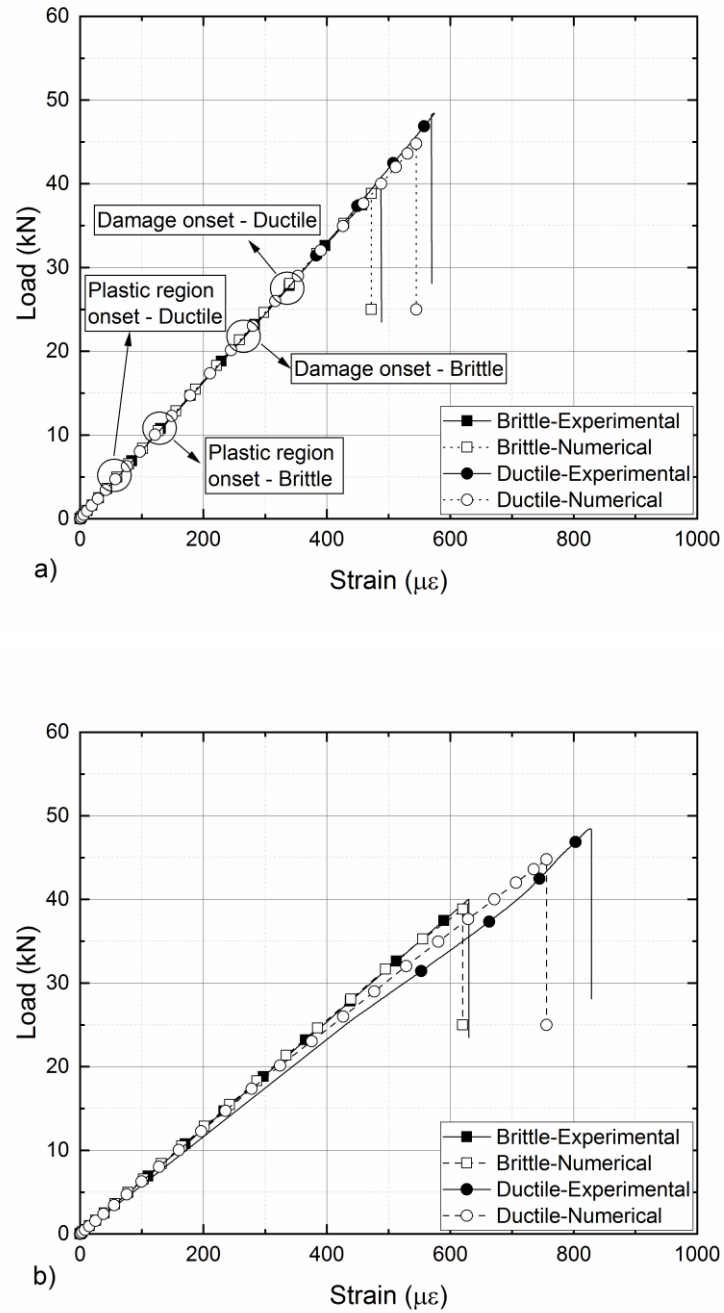 60
50
Damage onset - Ductile
40
Load (kN)
Plastic region
onset - Ductile
30
20
Damage onset - Brittle
Brittle-Experimental
Brittle-Numerical
Ductile-Experimental
Ductile-Numerical
10
Plastic region
onset - Brittle
0
0 200 400 600 800 1000
a)
Strain (με)
60
50
40
Load (kN)
30
20
10
Brittle-Experimental
Brittle-Numerical
Ductile-Experimental
Ductile-Numerical
0
0 200 400 600 800 1000
b)
Strain (με)